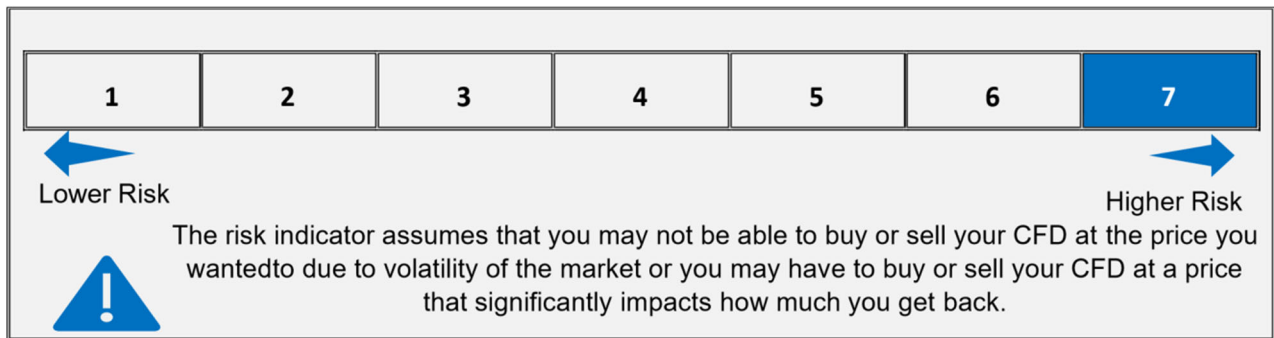 1 2 3 4 5 6 7
Lower Risk
Higher Risk
The risk indicator assumes that you may not be able to buy or sell your CFD at the price you
wantedto due to volatility of the market or you may have to buy or sell your CFD at a price
that significantly impacts how much you get back.